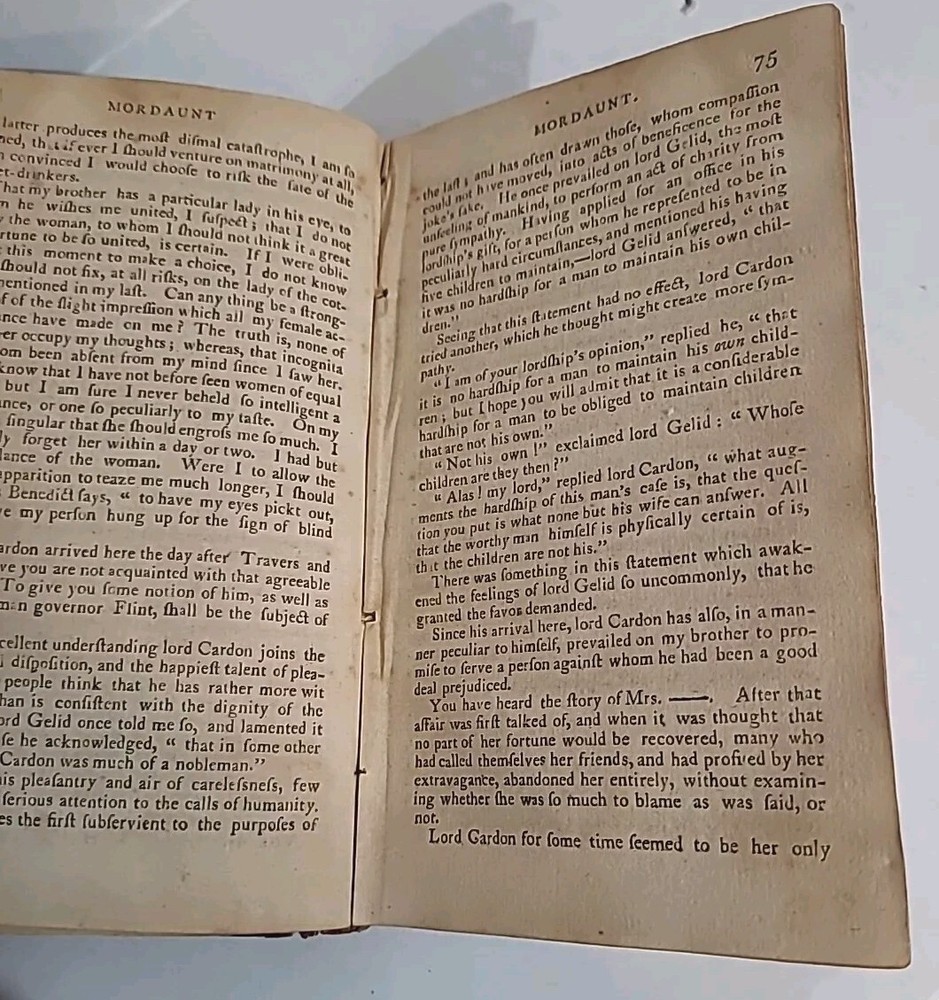 MORDAUNT
latter produces the moſt diſmal cataſtrophe, I am ſo
that if ever I ſhould venture on matrimony at all,
convinced I would chooſe to riſk the fate of the
drinkers.
That my brother has a particular lady in his eye, to
he wiſhes me united, I ſuſpect; that I do not
the woman, to whom I ſhould not think it a great
to be ſo united, is certain. If I were obli-
this moment to make a choice, I do not know
ſhould not fix, at all riſks, on the lady of the cot-
mentioned in my laſt. Can any thing be a ſtrong-
of the ſlight impreſſion which all my female ac-
have made on me? The truth is, none of
occupy my thoughts; whereas, that incognita
been abſent from my mind ſince I ſaw her.
know that I have not before ſeen women of equal
but I am ſure I never beheld ſo intelligent a
or one ſo peculiarly to my taſte. On my
ſingular that ſhe ſhould engroſs me ſo much. I
forget her within a day or two. I had but
of the woman. Were I to allow the
apparition to teaze me much longer, I ſhould
Benedict ſays, “ to have my eyes pickt out,
my perſon hung up for the ſign of blind
arrived here the day after Travers and
you are not acquainted with that agreeable
To give you ſome notion of him, as well as
governor Flint, ſhall be the ſubject of
underſtanding lord Cardon joins the
diſpoſition, and the happieſt talent of plea-
people think that he has rather more wit
than is conſiſtent with the dignity of the
lord Gelid once told me ſo, and lamented it
he acknowledged, “ that in ſome other
Cardon was much of a nobleman.”
pleaſantry and air of careleſsneſs, few
ſerious attention to the calls of humanity.
the firſt ſubſervient to the purpoſes of
75
MORDAUNT.
the laſt; and has often drawn thoſe, whom compaſſion
could not have moved, into acts of beneficence for the
joke's ſake. He once prevailed on lord Gelid, the moſt
unfeeling of mankind, to perform an act of charity from
pure ſympathy. Having applied for an office in his
lordſhip's gift, for a perſon whom he repreſented to be in
peculiarly hard circumſtances, and mentioned his having
five children to maintain,—lord Gelid anſwered, “ that
it was no hardſhip for a man to maintain his own chil-
dren.”
Seeing that this ſtatement had no effect, lord Cardon
tried another, which he thought might create more ſym-
pathy.
“ I am of your lordſhip's opinion,” replied he, “ that
it is no hardſhip for a man to maintain his own child-
ren; but I hope you will admit that it is a conſiderable
hardſhip for a man to be obliged to maintain children
that are not his own.”
“ Not his own!” exclaimed lord Gelid: “ Whoſe
children are they then?”
“ Alas! my lord,” replied lord Cardon, “ what aug-
ments the hardſhip of this man's caſe is, that the queſ-
tion you put is what none but his wife can anſwer. All
that the worthy man himſelf is phyſically certain of is,
that the children are not his.”
There was ſomething in this ſtatement which awak-
ened the feelings of lord Gelid ſo uncommonly, that he
granted the favor demanded.
Since his arrival here, lord Cardon has alſo, in a man-
ner peculiar to himſelf, prevailed on my brother to pro-
miſe to ſerve a perſon againſt whom he had been a good
deal prejudiced.
You have heard the ſtory of Mrs. ——. After that
affair was firſt talked of, and when it was thought that
no part of her fortune would be recovered, many who
had called themſelves her friends, and had profited by her
extravagance, abandoned her entirely, without examin-
ing whether ſhe was ſo much to blame as was ſaid, or
not.
Lord Cardon for ſome time ſeemed to be her only